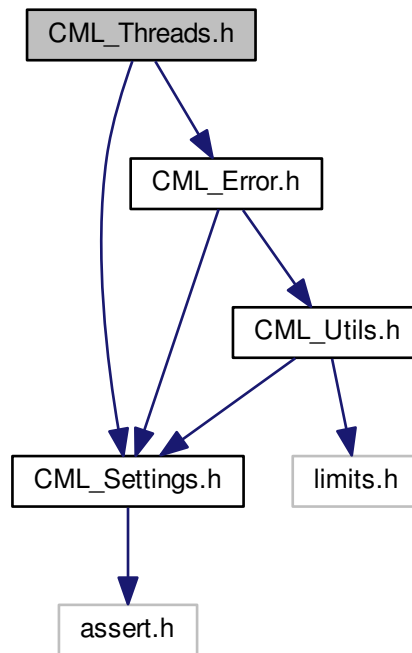 CML_Threads.h
CML_Error.h
CML_Utils.h
CML_Settings.h
limits.h
assert.h